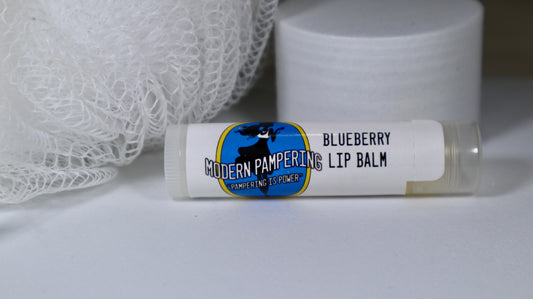 BLUEBERRY
MODERN PAMPERING LIP BALM
PAMPERING IS POWER